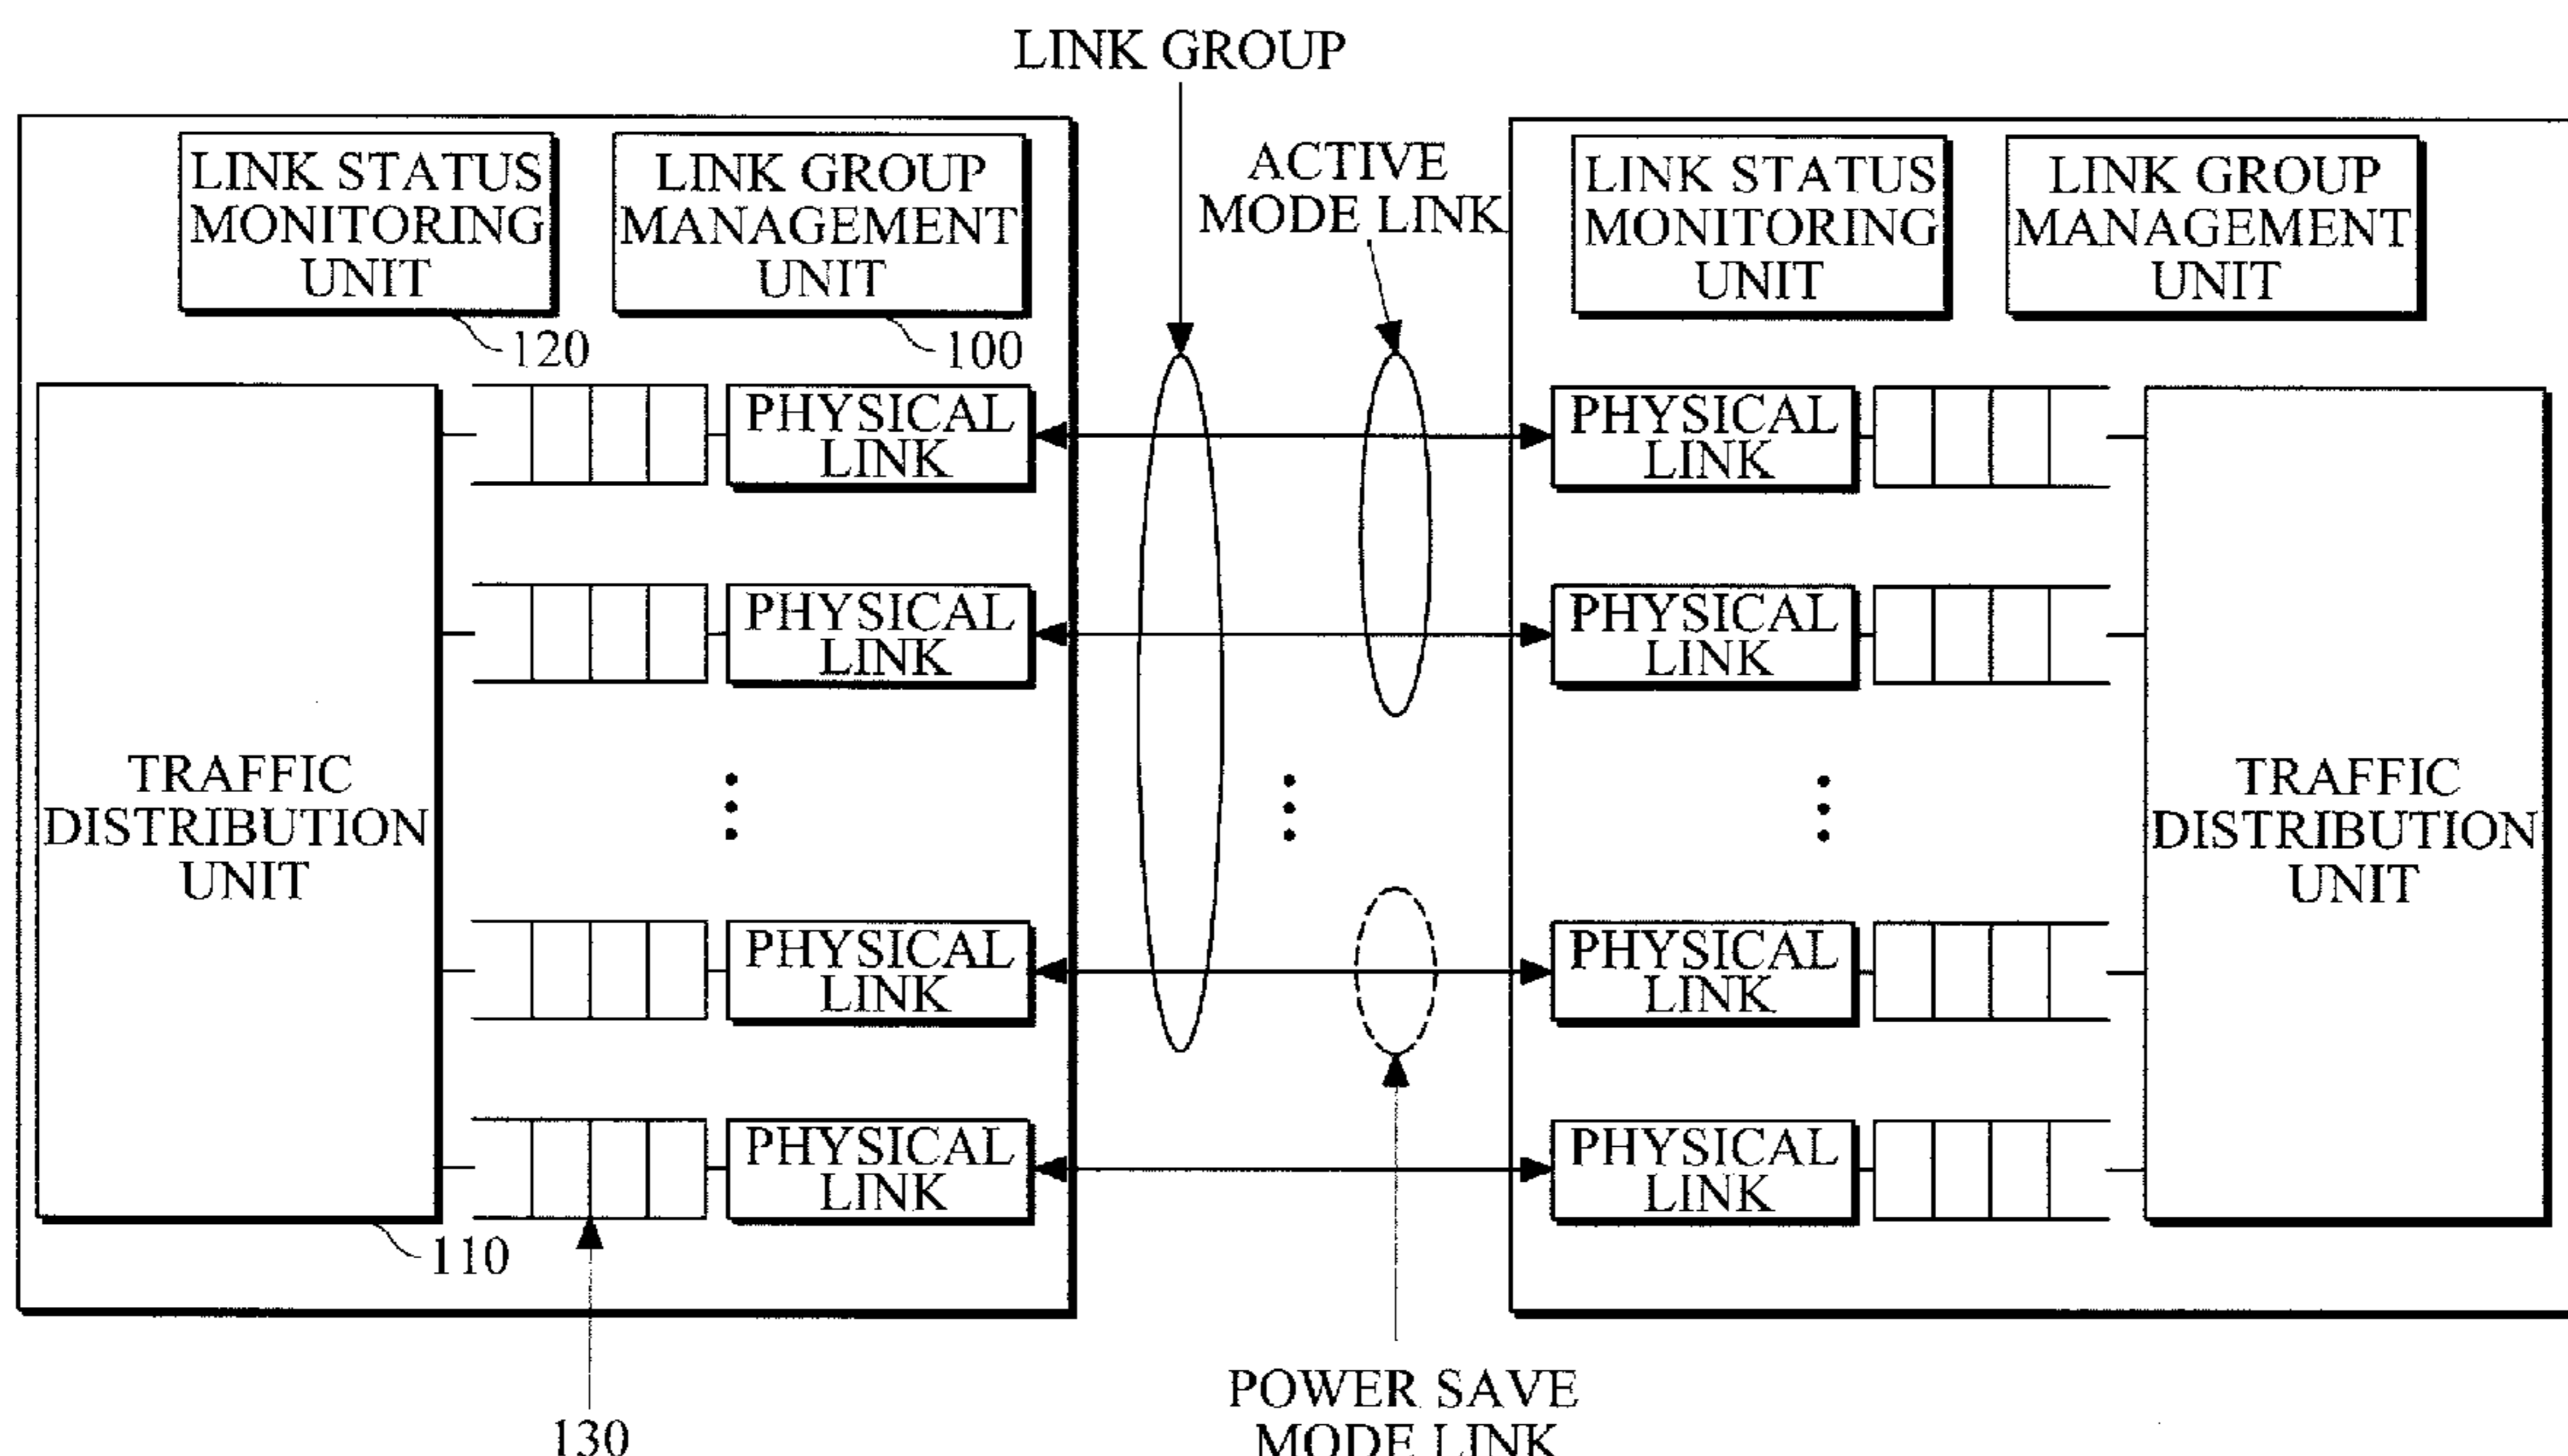 LINK GROUP
LINK STATUS
MONITORING
UNIT
120
LINK GROUP
MANAGEMENT
UNIT
100
ACTIVE
MODE LINK
LINK STATUS
MONITORING
UNIT
LINK GROUP
MANAGEMENT
UNIT
TRAFFIC
DISTRIBUTION
UNIT
110
PHYSICAL
LINK
PHYSICAL
LINK
PHYSICAL
LINK
PHYSICAL
LINK
130
PHYSICAL
LINK
PHYSICAL
LINK
PHYSICAL
LINK
PHYSICAL
LINK
TRAFFIC
DISTRIBUTION
UNIT
POWER SAVE
MODE LINK